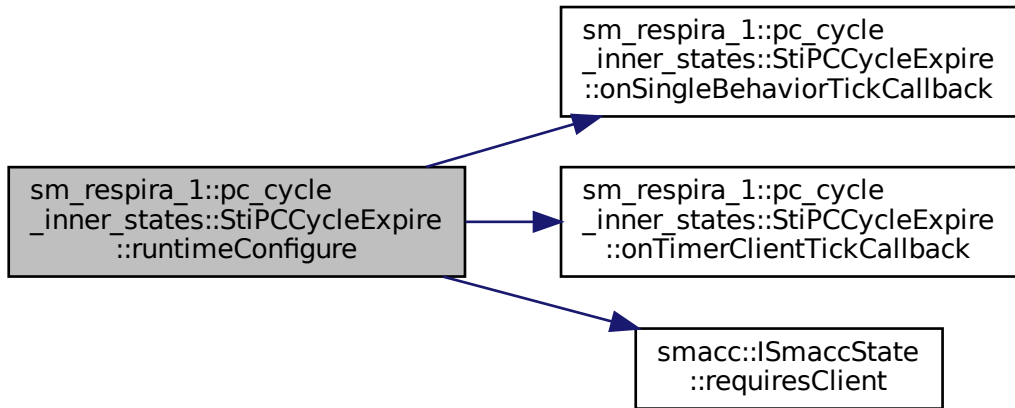 sm_respira_1::pc_cycle
_inner_states::StiPCCycleExpire
::onSingleBehaviorTickCallback
sm_respira_1::pc_cycle
_inner_states::StiPCCycleExpire
::runtimeConfigure
sm_respira_1::pc_cycle
_inner_states::StiPCCycleExpire
::onTimerClientTickCallback
smacc::ISmaccState
::requiresClient